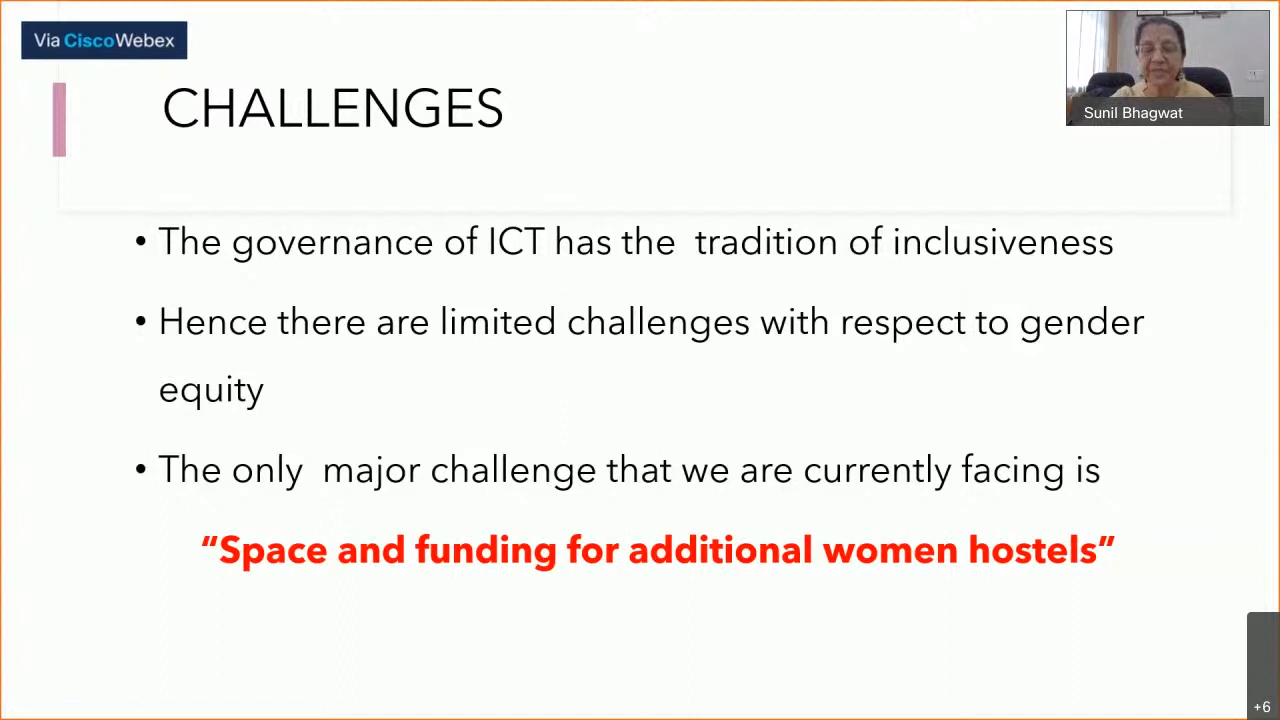 Via CiscoWebex
Sunil Bhagwat
CHALLENGES
• The governance of ICT has the tradition of inclusiveness
• Hence there are limited challenges with respect to gender
equity
• The only major challenge that we are currently facing is
“Space and funding for additional women hostels”
+6